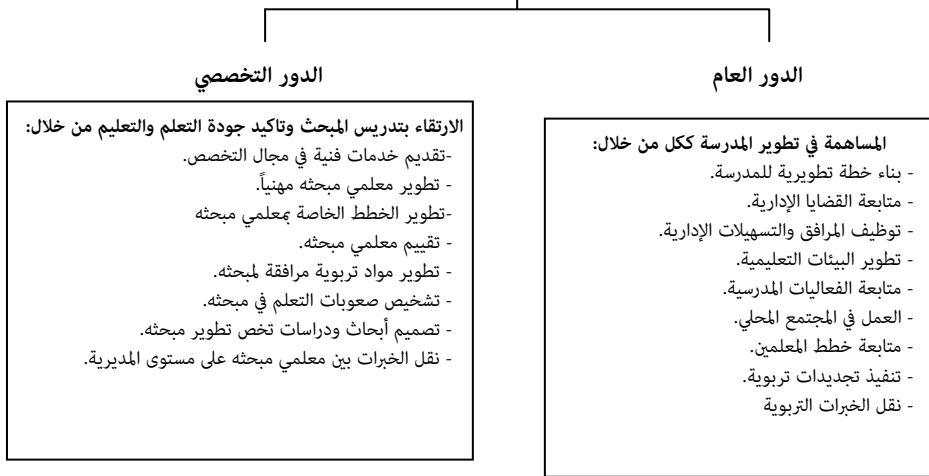 الدور العام
المساهمة في تطوير المدرسة ككل من خلال:
- بناء خطة تطويرية للمدرسة.
- متابعة القضايا الإدارية.
- توظيف المرافق والتسهيلات الإدارية.
- تطوير البيئات التعليمية.
- متابعة الفعاليات المدرسية.
- العمل في المجتمع المحلي.
- متابعة خطط المعلمين.
- تنفيذ تجديدات تربوية.
- نقل الخبرات التربوية
الدور التخصصي
الارتقاء بتدريس المبحث وتاكيد جودة التعلم والتعليم من خلال:
-تقديم خدمات فنية في مجال التخصص.
- تطوير معلمي مبحثه مهنياً.
-تطوير الخطط الخاصة بمعلمي مبحثه
- تقييم معلمي مبحثه.
- تطوير مواد تربوية مرافقة لمبحثه.
- تشخيص صعوبات التعلم في مبحثه.
- تصميم أبحاث ودراسات تخص تطوير مبحثه.
- نقل الخبرات بين معلمي مبحثه على مستوى المديرية.